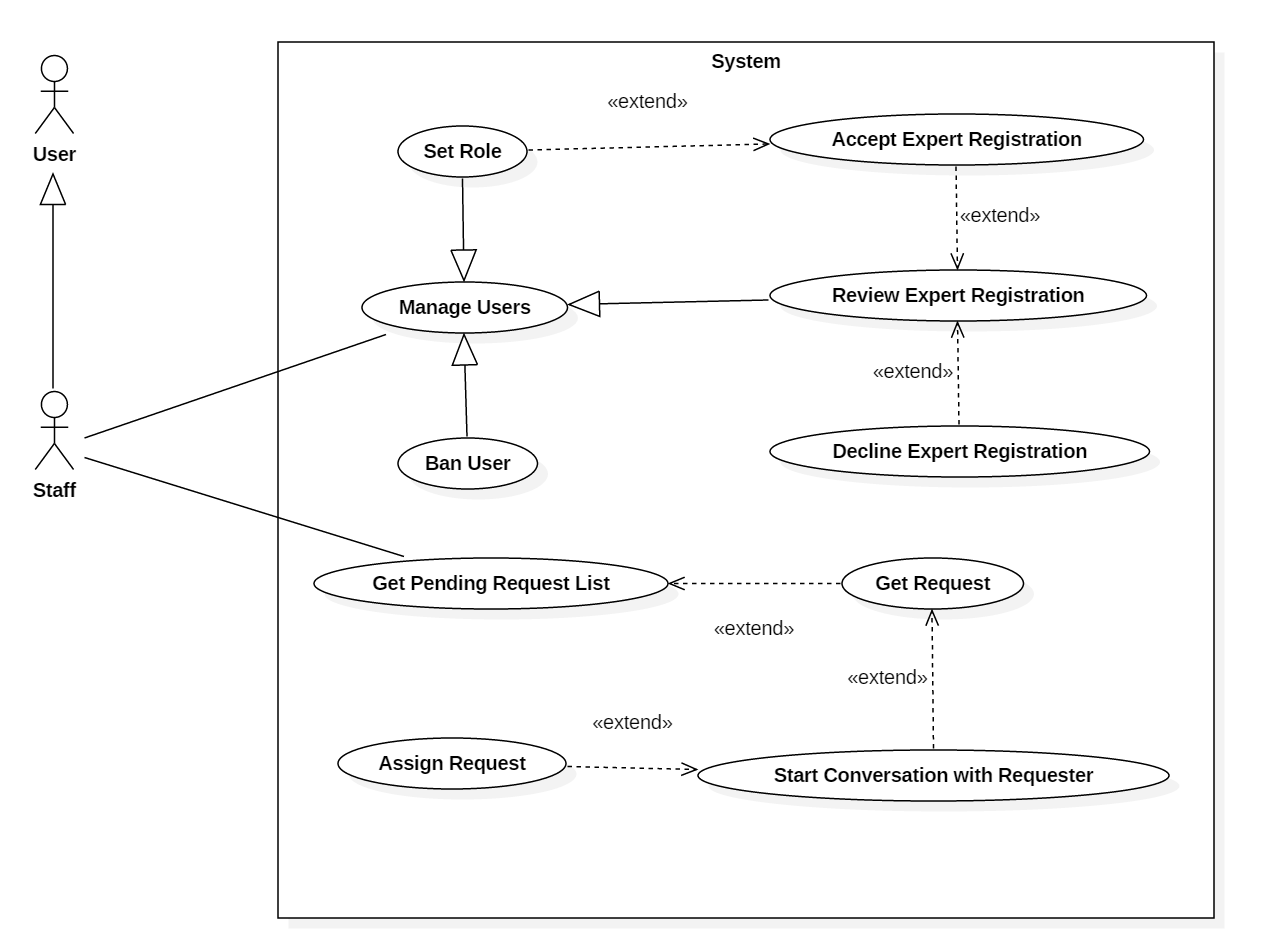 System
User
«extend»
Set Role
Accept Expert Registration
«extend»
Manage Users
Review Expert Registration
«extend»
Ban User
Decline Expert Registration
Staff
Get Pending Request List
Get Request
«extend»
«extend»
«extend»
Assign Request
Start Conversation with Requester